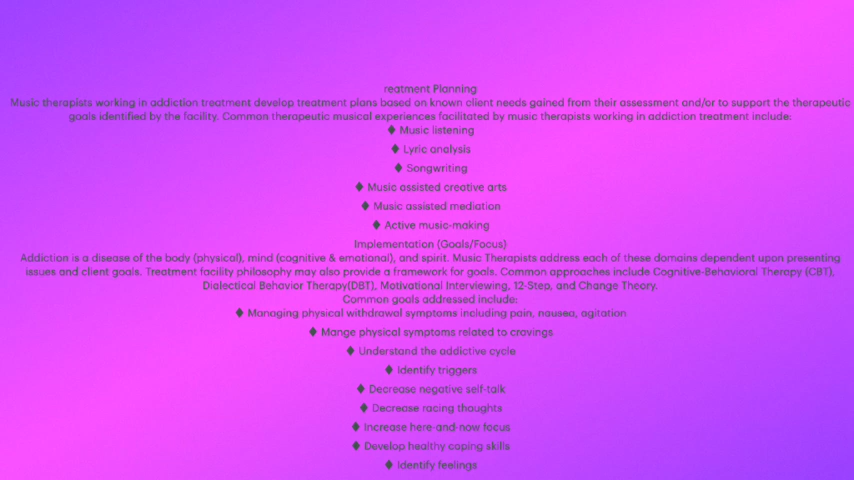 reatment Planning
Music therapists working in addiction treatment develop treatment plans based on known client needs gained from their assessment and/or to support the therapeutic
goals identified by the facility. Common therapeutic musical experiences facilitated by music therapists working in addiction treatment include:
♦ Music listening
♦ Lyric analysis
♦ Songwriting
♦ Music assisted creative arts
♦ Music assisted mediation
♦ Active music-making
Implementation (Goals/Focus)
Addiction is a disease of the body (physical), mind (cognitive & emotional), and spirit. Music Therapists address each of these domains dependent upon presenting
issues and client goals. Treatment facility philosophy may also provide a framework for goals. Common approaches include Cognitive-Behavioral Therapy (CBT),
Dialectical Behavior Therapy(DBT), Motivational Interviewing, 12-Step, and Change Theory.
Common goals addressed include:
♦ Managing physical withdrawal symptoms including pain, nausea, agitation
♦ Mange physical symptoms related to cravings
♦ Understand the addictive cycle
♦ Identify triggers
♦ Decrease negative self-talk
♦ Decrease racing thoughts
♦ Increase here-and-now focus
♦ Develop healthy coping skills
♦ Identify feelings